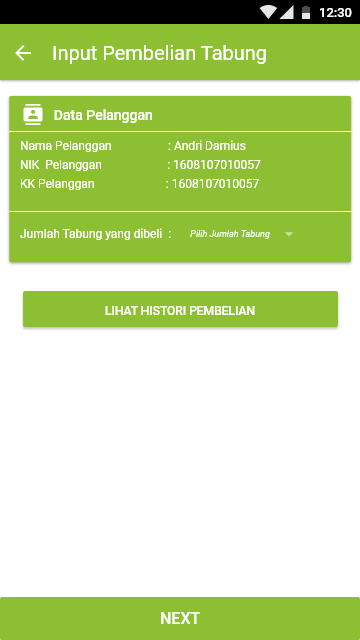 12:30
Input Pembelian Tabung
Data Pelanggan
Nama Pelanggan : Andri Darnius
NIK Pelanggan : 1608107010057
KK Pelanggan : 1608107010057
Jumlah Tabung yang dibeli : Pilih Jumlah Tabung
LIHAT HISTORI PEMBELIAN
NEXT